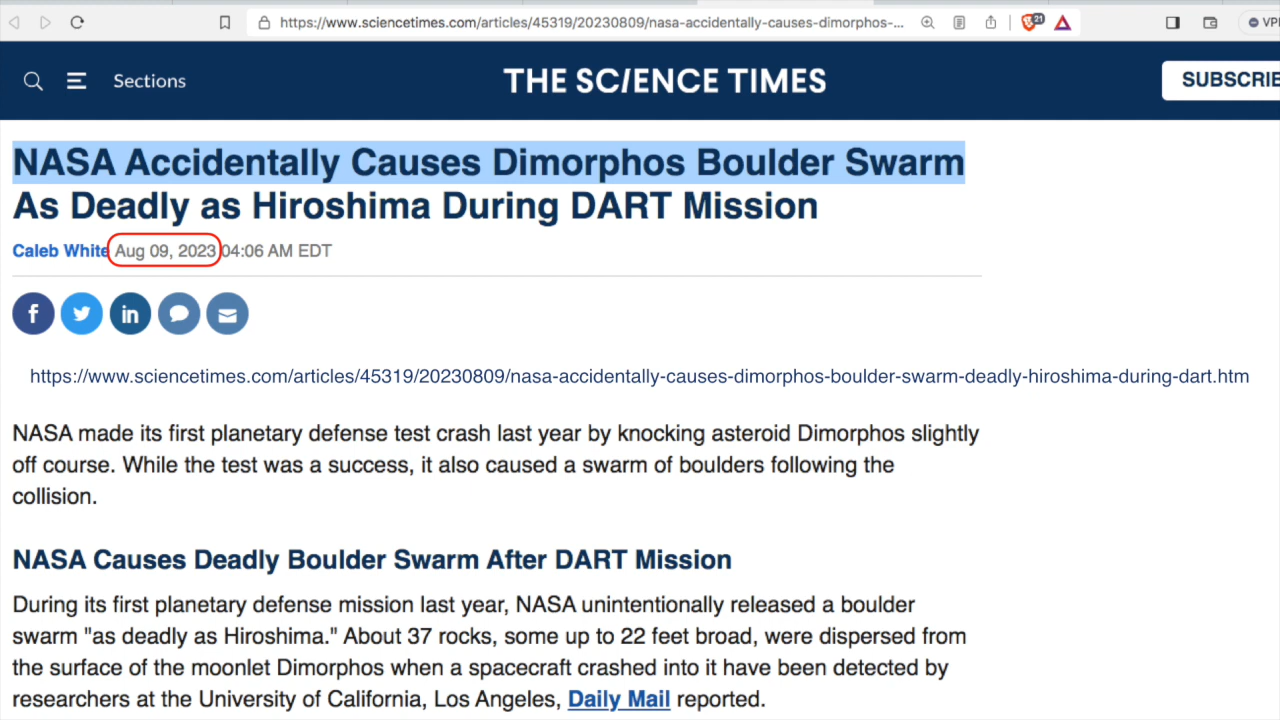 https://www.sciencetimes.com/articles/45319/20230809/nasa-accidentally-causes-dimorphos-...
21
VP
Sections
THE SCIENCE TIMES
SUBSCRIB
NASA Accidentally Causes Dimorphos Boulder Swarm
As Deadly as Hiroshima During DART Mission
Caleb White Aug 09, 2023 04:06 AM EDT
https://www.sciencetimes.com/articles/45319/20230809/nasa-accidentally-causes-dimorphos-boulder-swarm-deadly-hiroshima-during-dart.htm
NASA made its first planetary defense test crash last year by knocking asteroid Dimorphos slightly
off course. While the test was a success, it also caused a swarm of boulders following the
collision.
NASA Causes Deadly Boulder Swarm After DART Mission
During its first planetary defense mission last year, NASA unintentionally released a boulder
swarm "as deadly as Hiroshima." About 37 rocks, some up to 22 feet broad, were dispersed from
the surface of the moonlet Dimorphos when a spacecraft crashed into it have been detected by
researchers at the University of California, Los Angeles, Daily Mail reported.